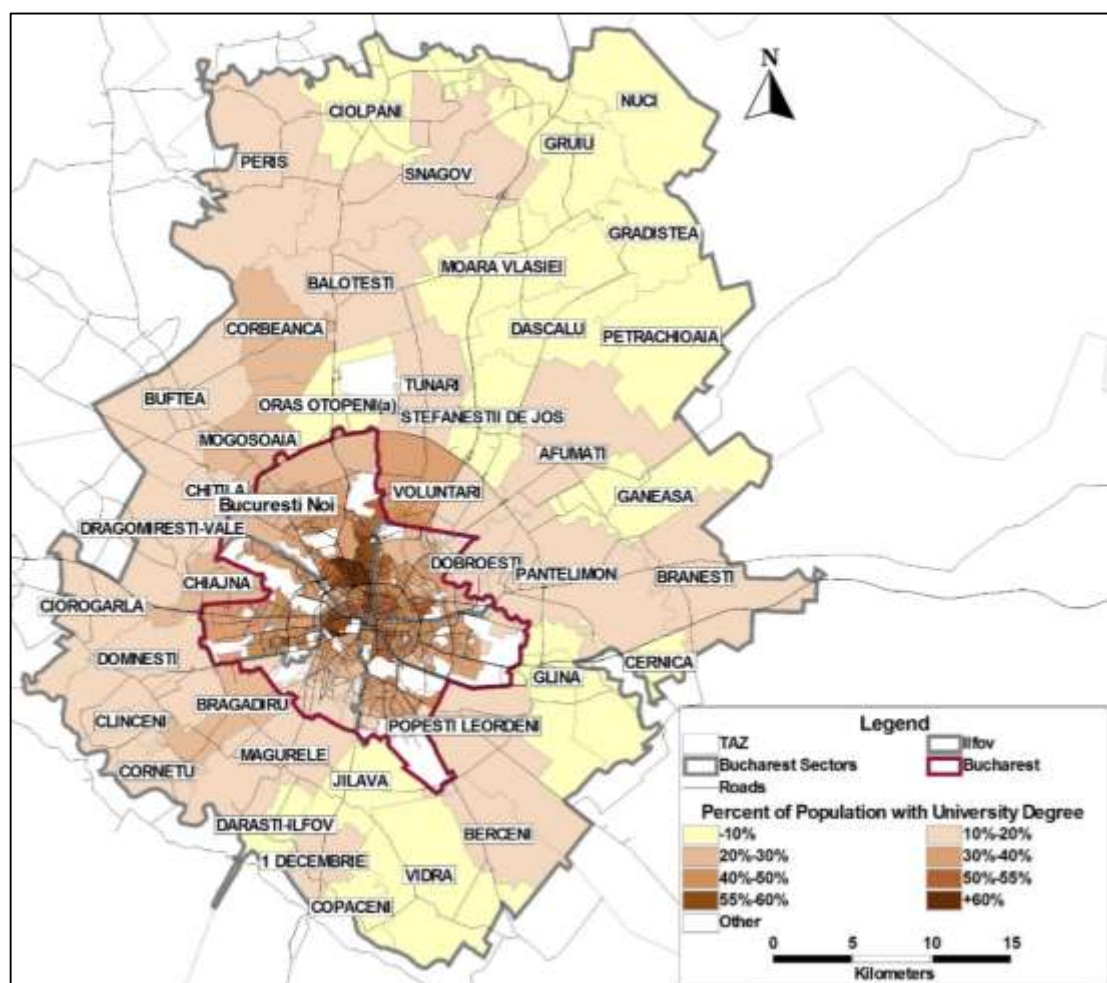 N
CIOLPANI
NUCI
GRUIU
PERIS
SNAGOV
GRADISTEA
MOARA VLASIEI
BALOTESTI
CORBEANCA
DASCALU
PETRACHIOAIA
TUNARI
BUFTEA
ORAS OTOPENI(a)
STEFANESTII DE JOS
MOGOSOAIA
AFUMATI
CHITILA
VOLUNTARI
GANEASA
Bucuresti Noi
DRAGOMIRESTI-VALE
DOBROESTI
PANTELIMON
BRANESTI
CHIAJNA
CIOROGARLA
DOMNESTI
CERNICA
GLINA
BRAGADIRU
CLINCENI
POPESTI LEORDENI
MAGURELE
CORNETU
JILAVA
DARASTI-ILFOV
BERCENI
1 DECEMBRIE
VIDRA
COPACENI
Legend
TAZ
Ilfov
Bucharest Sectors
Bucharest
Roads
Percent of Population with University Degree
-10%
10%-20%
20%-30%
30%-40%
40%-50%
50%-55%
55%-60%
+60%
Other
0 5 10 15
Kilometers